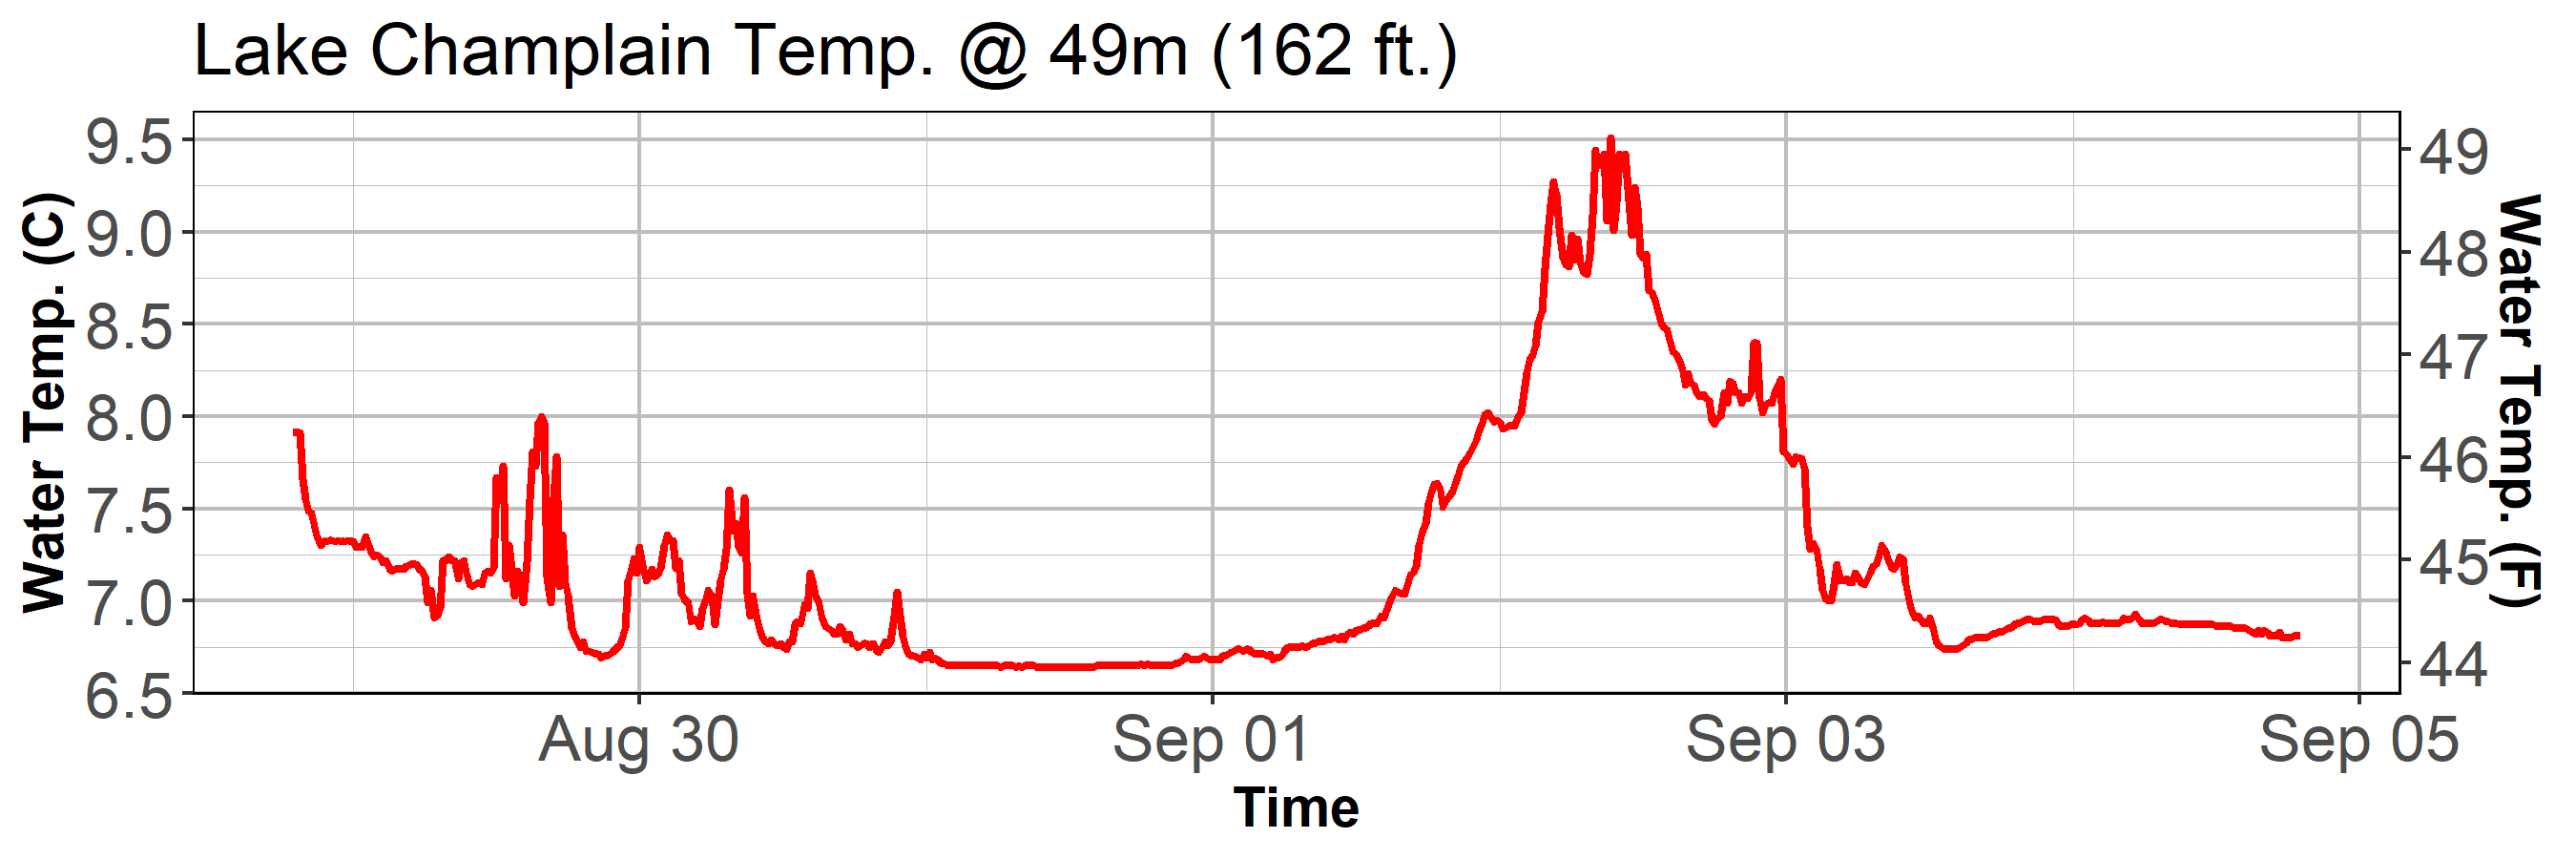 Lake Champlain Temp. @ 49m (162 ft.)
Water Temp. (C)
9.5
9.0
8.5
8.0
7.5
7.0
6.5
49
48
47
46
45
44
Water Temp. (F)
Aug 30
Sep 01
Sep 03
Sep 05
Time